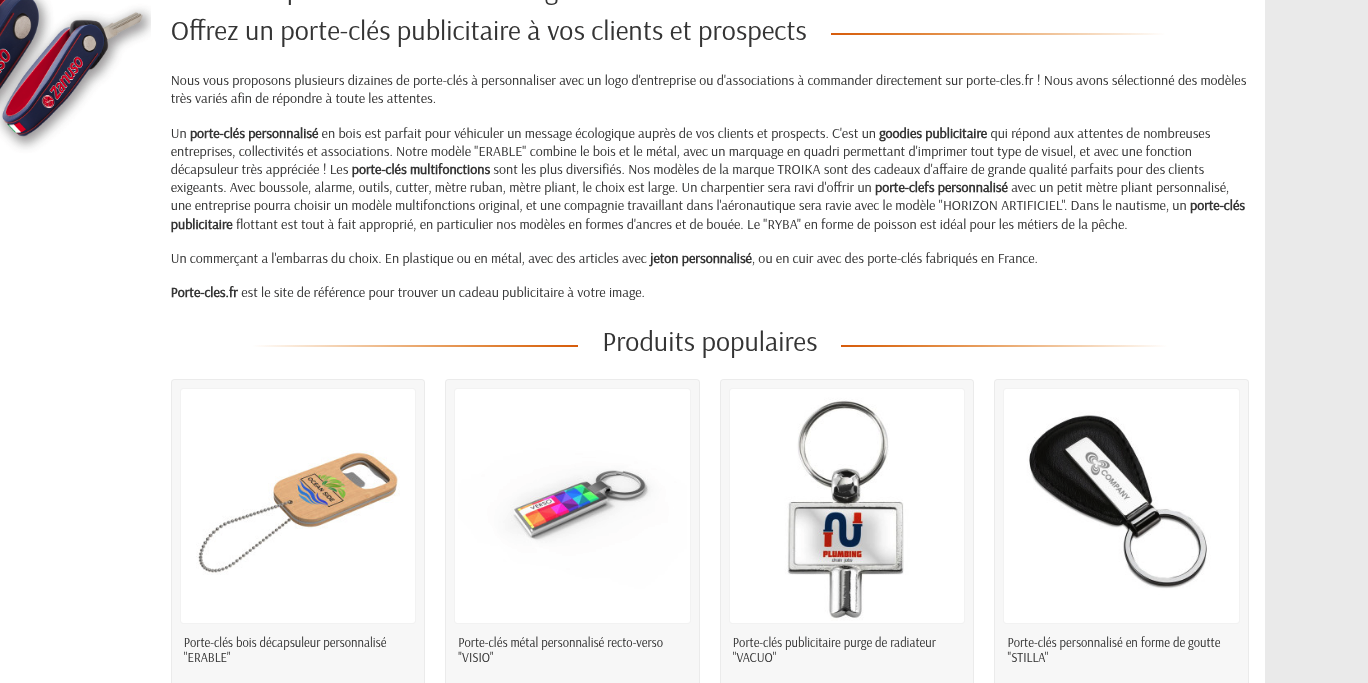 Offrez un porte-clés publicitaire à vos clients et prospects
Nous vous proposons plusieurs dizaines de porte-clés à personnaliser avec un logo d'entreprise ou d'associations à commander directement sur porte-cles.fr ! Nous avons sélectionné des modèles
très variés afin de répondre à toute les attentes.
Un porte-clés personnalisé en bois est parfait pour véhiculer un message écologique auprès de vos clients et prospects. C'est un goodies publicitaire qui répond aux attentes de nombreuses
entreprises, collectivités et associations. Notre modèle "ERABLE" combine le bois et le métal, avec un marquage en quadri permettant d'imprimer tout type de visuel, et avec une fonction
décapsuleur très appréciée ! Les porte-clés multifonctions sont les plus diversifiés. Nos modèles de la marque TROIKA sont des cadeaux d'affaire de grande qualité parfaits pour des clients
exigeants. Avec boussole, alarme, outils, cutter, mètre ruban, mètre pliant, le choix est large. Un charpentier sera ravi d'offrir un porte-clefs personnalisé avec un petit mètre pliant personnalisé,
une entreprise pourra choisir un modèle multifonctions original, et une compagnie travaillant dans l'aéronautique sera ravie avec le modèle "HORIZON ARTIFICIEL". Dans le nautisme, un porte-clés
publicitaire flottant est tout à fait approprié, en particulier nos modèles en formes d'ancres et de bouée. Le "RYBA" en forme de poisson est idéal pour les métiers de la pêche.
Un commerçant a l'embarras du choix. En plastique ou en métal, avec des articles avec jeton personnalisé, ou en cuir avec des porte-clés fabriqués en France.
Porte-cles.fr est le site de référence pour trouver un cadeau publicitaire à votre image.
Produits populaires
Zanuso
OCEAN SIDE
VERSO
PLUMBING
COMPANY
Porte-clés bois décapsuleur personnalisé
"ERABLE"
Porte-clés métal personnalisé recto-verso
"VISIO"
Porte-clés publicitaire purge de radiateur
"VACUO"
Porte-clés personnalisé en forme de goutte
"STILLA"